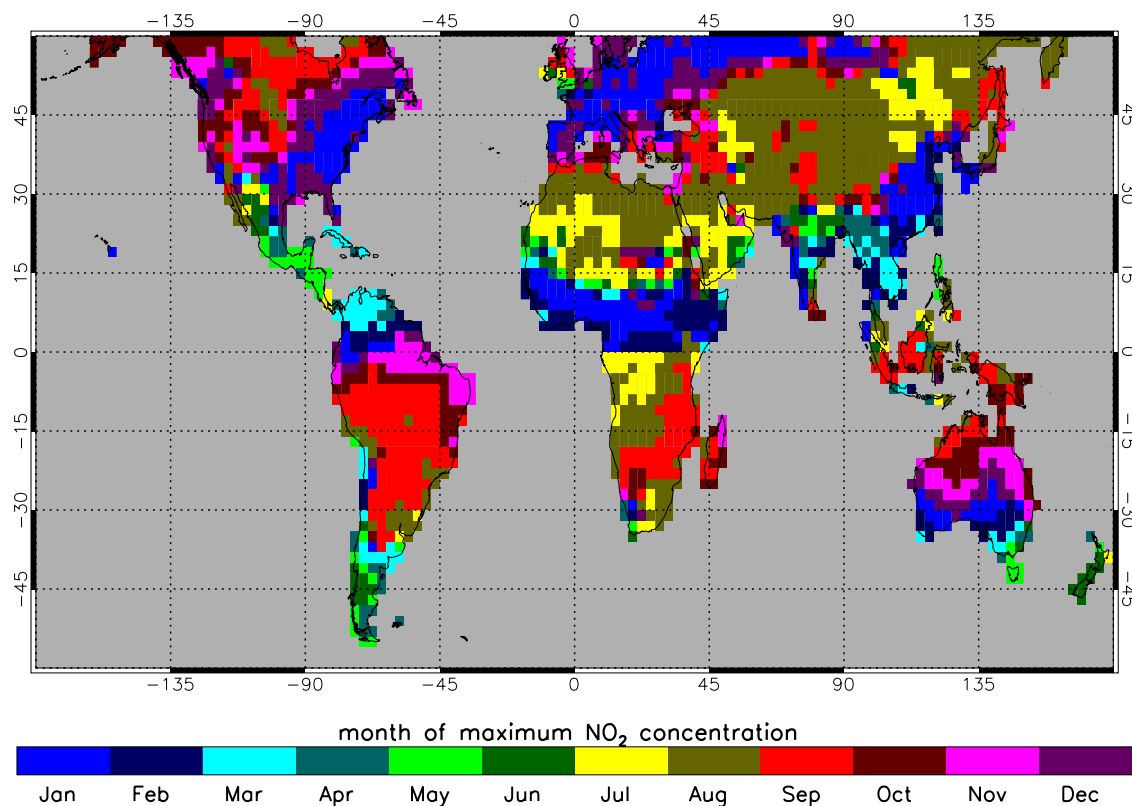 −135 −90 −45 0 45 90 135
45 45
30 30
15 15
0 0
−15 −15
−30 −30
−45 −45
−135 −90 −45 0 45 90 135
month of maximum NO₂ concentration
Jan Feb Mar Apr May Jun Jul Aug Sep Oct Nov Dec